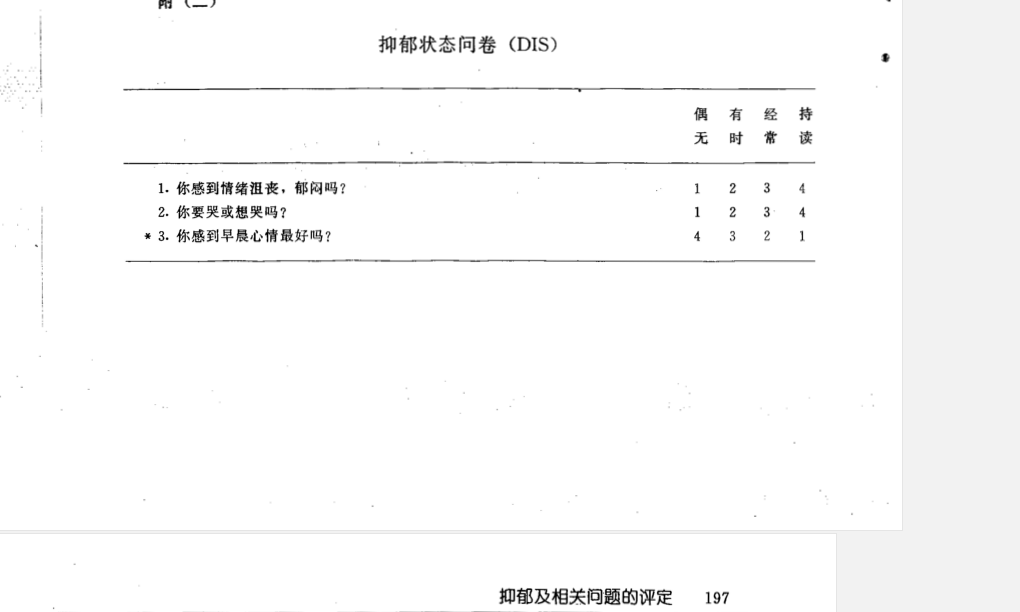 附（二）
抑郁状态问卷（DIS）
偶 有 经 持
无 时 常 读
1. 你感到情绪沮丧，郁闷吗？ 1 2 3 4
2. 你要哭或想哭吗？ 1 2 3 4
* 3. 你感到早晨心情最好吗？ 4 3 2 1
抑郁及相关问题的评定 197